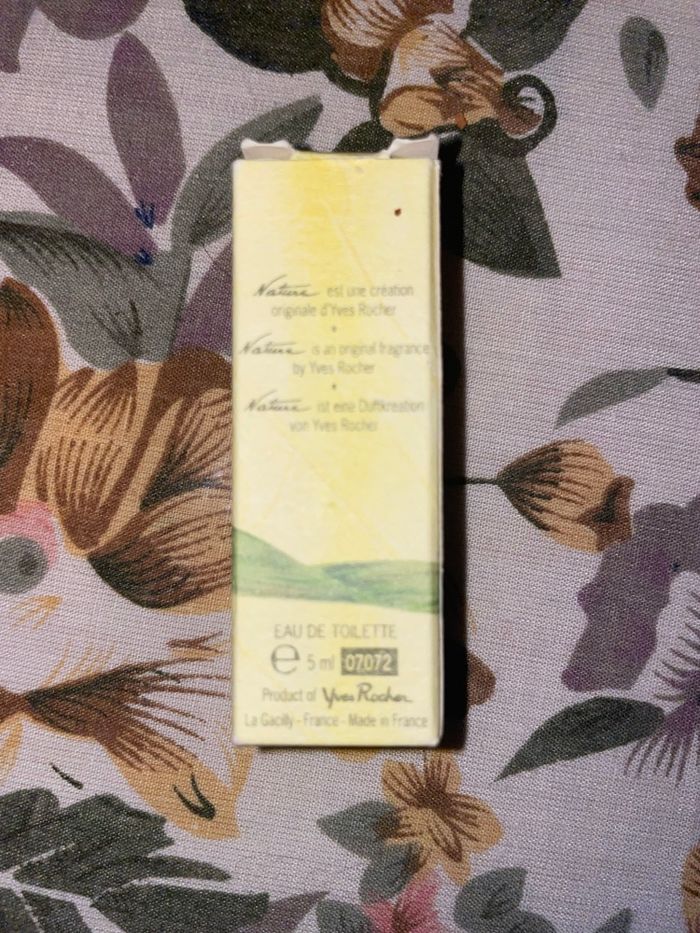 Nature est une création
originale d'Yves Rocher
Nature is an original fragrance
by Yves Rocher
Nature ist eine Duftkreation
von Yves Rocher
EAU DE TOILETTE
e 5 ml 07072
Product of Yves Rocher
La Gacilly - France - Made in France